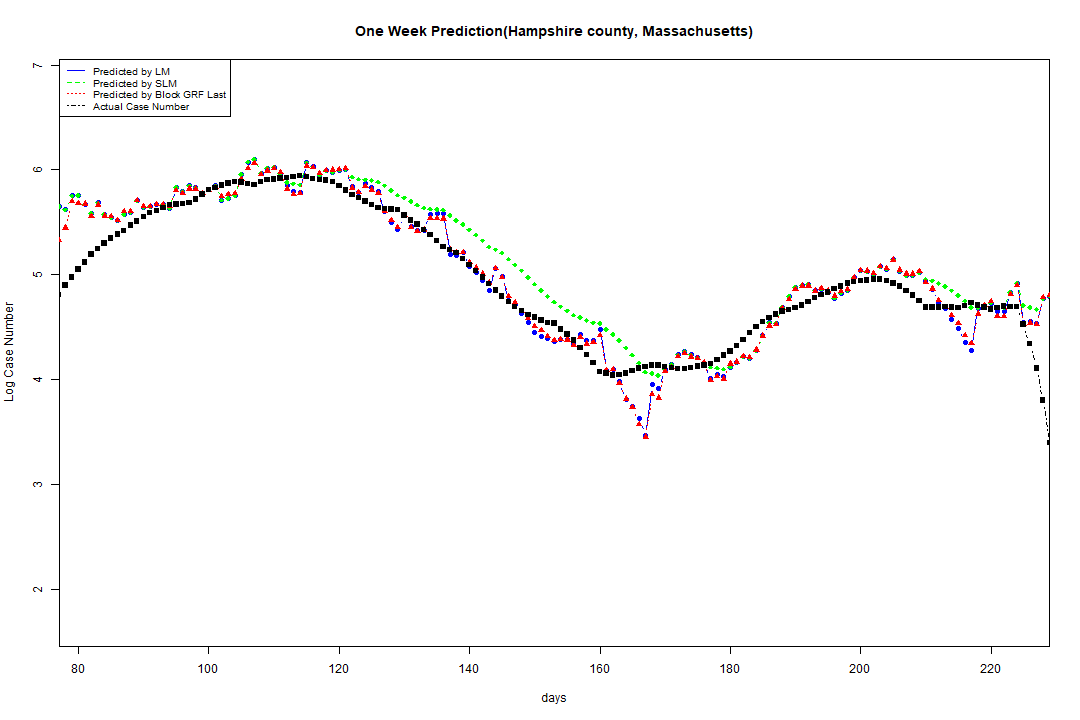 One Week Prediction(Hampshire county, Massachusetts)
7
6
5
4
3
2
Log Case Number
Predicted by LM
Predicted by SLM
Predicted by Block GRF Last
Actual Case Number
80 100 120 140 160 180 200 220
days